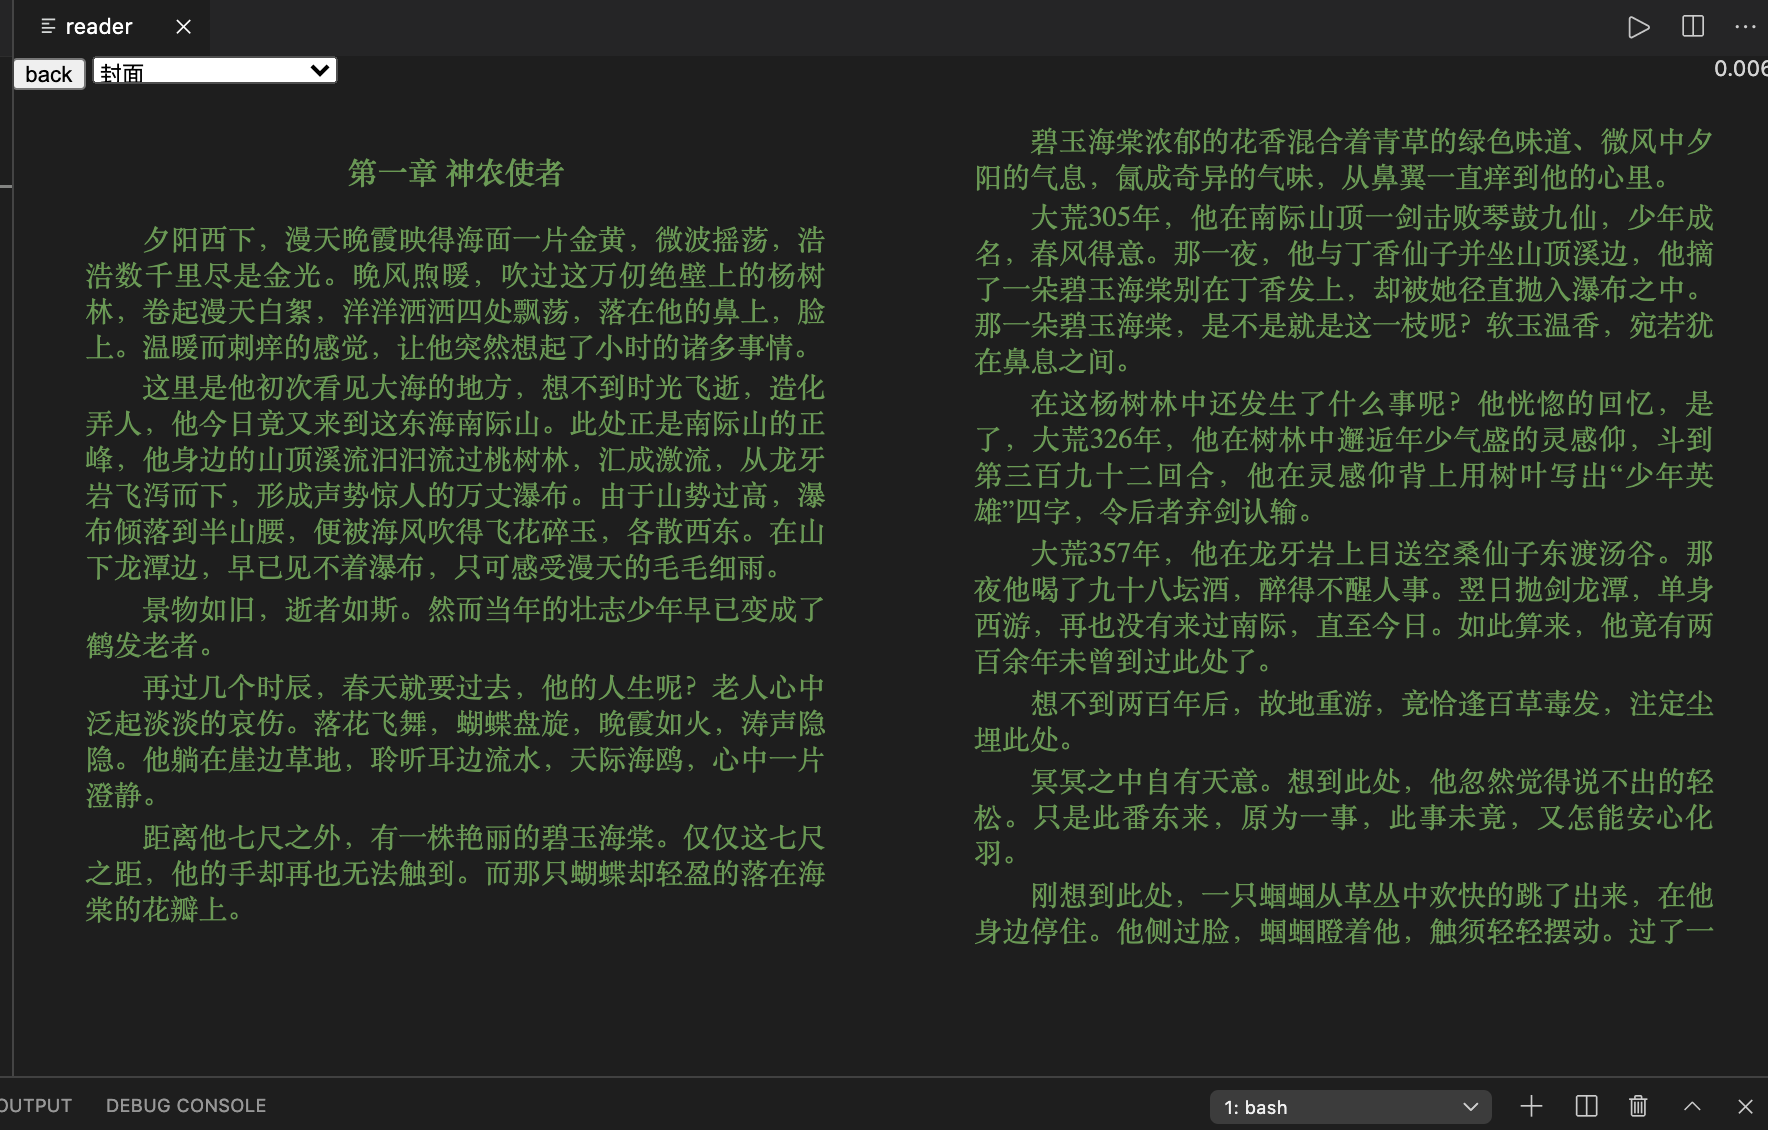 reader
back
封面
0.006
第一章 神农使者
夕阳西下，漫天晚霞映得海面一片金黄，微波摇荡，浩
浩数千里尽是金光。晚风煦暖，吹过这万仞绝壁上的杨树
林，卷起漫天白絮，洋洋洒洒四处飘荡，落在他的鼻上，脸
上。温暖而刺痒的感觉，让他突然想起了小时的诸多事情。
这里是他初次看见大海的地方，想不到时光飞逝，造化
弄人，他今日竟又来到这东海南际山。此处正是南际山的正
峰，他身边的山顶溪流汩汩流过桃树林，汇成激流，从龙牙
岩飞泻而下，形成声势惊人的万丈瀑布。由于山势过高，瀑
布倾落到半山腰，便被海风吹得飞花碎玉，各散西东。在山
下龙潭边，早已见不着瀑布，只可感受漫天的毛毛细雨。
景物如旧，逝者如斯。然而当年的壮志少年早已变成了
鹤发老者。
再过几个时辰，春天就要过去，他的人生呢？老人心中
泛起淡淡的哀伤。落花飞舞，蝴蝶盘旋，晚霞如火，涛声隐
隐。他躺在崖边草地，聆听耳边流水，天际海鸥，心中一片
澄静。
距离他七尺之外，有一株艳丽的碧玉海棠。仅仅这七尺
之距，他的手却再也无法触到。而那只蝴蝶却轻盈的落在海
棠的花瓣上。
碧玉海棠浓郁的花香混合着青草的绿色味道、微风中夕
阳的气息，氤成奇异的气味，从鼻翼一直痒到他的心里。
大荒305年，他在南际山顶一剑击败琴鼓九仙，少年成
名，春风得意。那一夜，他与丁香仙子并坐山顶溪边，他摘
了一朵碧玉海棠别在丁香发上，却被她径直抛入瀑布之中。
那一朵碧玉海棠，是不是就是这一枝呢？软玉温香，宛若犹
在鼻息之间。
在这杨树林中还发生了什么事呢？他恍惚的回忆，是
了，大荒326年，他在树林中邂逅年少气盛的灵感仰，斗到
第三百九十二回合，他在灵感仰背上用树叶写出“少年英
雄”四字，令后者弃剑认输。
大荒357年，他在龙牙岩上目送空桑仙子东渡汤谷。那
夜他喝了九十八坛酒，醉得不醒人事。翌日抛剑龙潭，单身
西游，再也没有来过南际，直至今日。如此算来，他竟有两
百余年未曾到过此处了。
想不到两百年后，故地重游，竟恰逢百草毒发，注定尘
埋此处。
冥冥之中自有天意。想到此处，他忽然觉得说不出的轻
松。只是此番东来，原为一事，此事未竟，又怎能安心化
羽。
刚想到此处，一只蝈蝈从草丛中欢快的跳了出来，在他
身边停住。他侧过脸，蝈蝈瞪着他，触须轻轻摆动。过了一
OUTPUT
DEBUG CONSOLE
1: bash